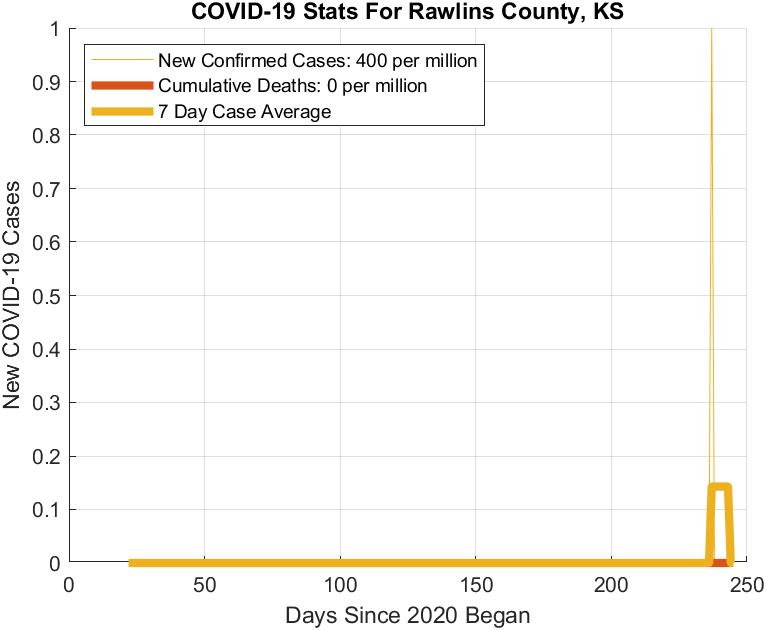 COVID-19 Stats For Rawlins County, KS
New Confirmed Cases: 400 per million
Cumulative Deaths: 0 per million
7 Day Case Average
New COVID-19 Cases
1
0.9
0.8
0.7
0.6
0.5
0.4
0.3
0.2
0.1
0
0 50 100 150 200 250
Days Since 2020 Began